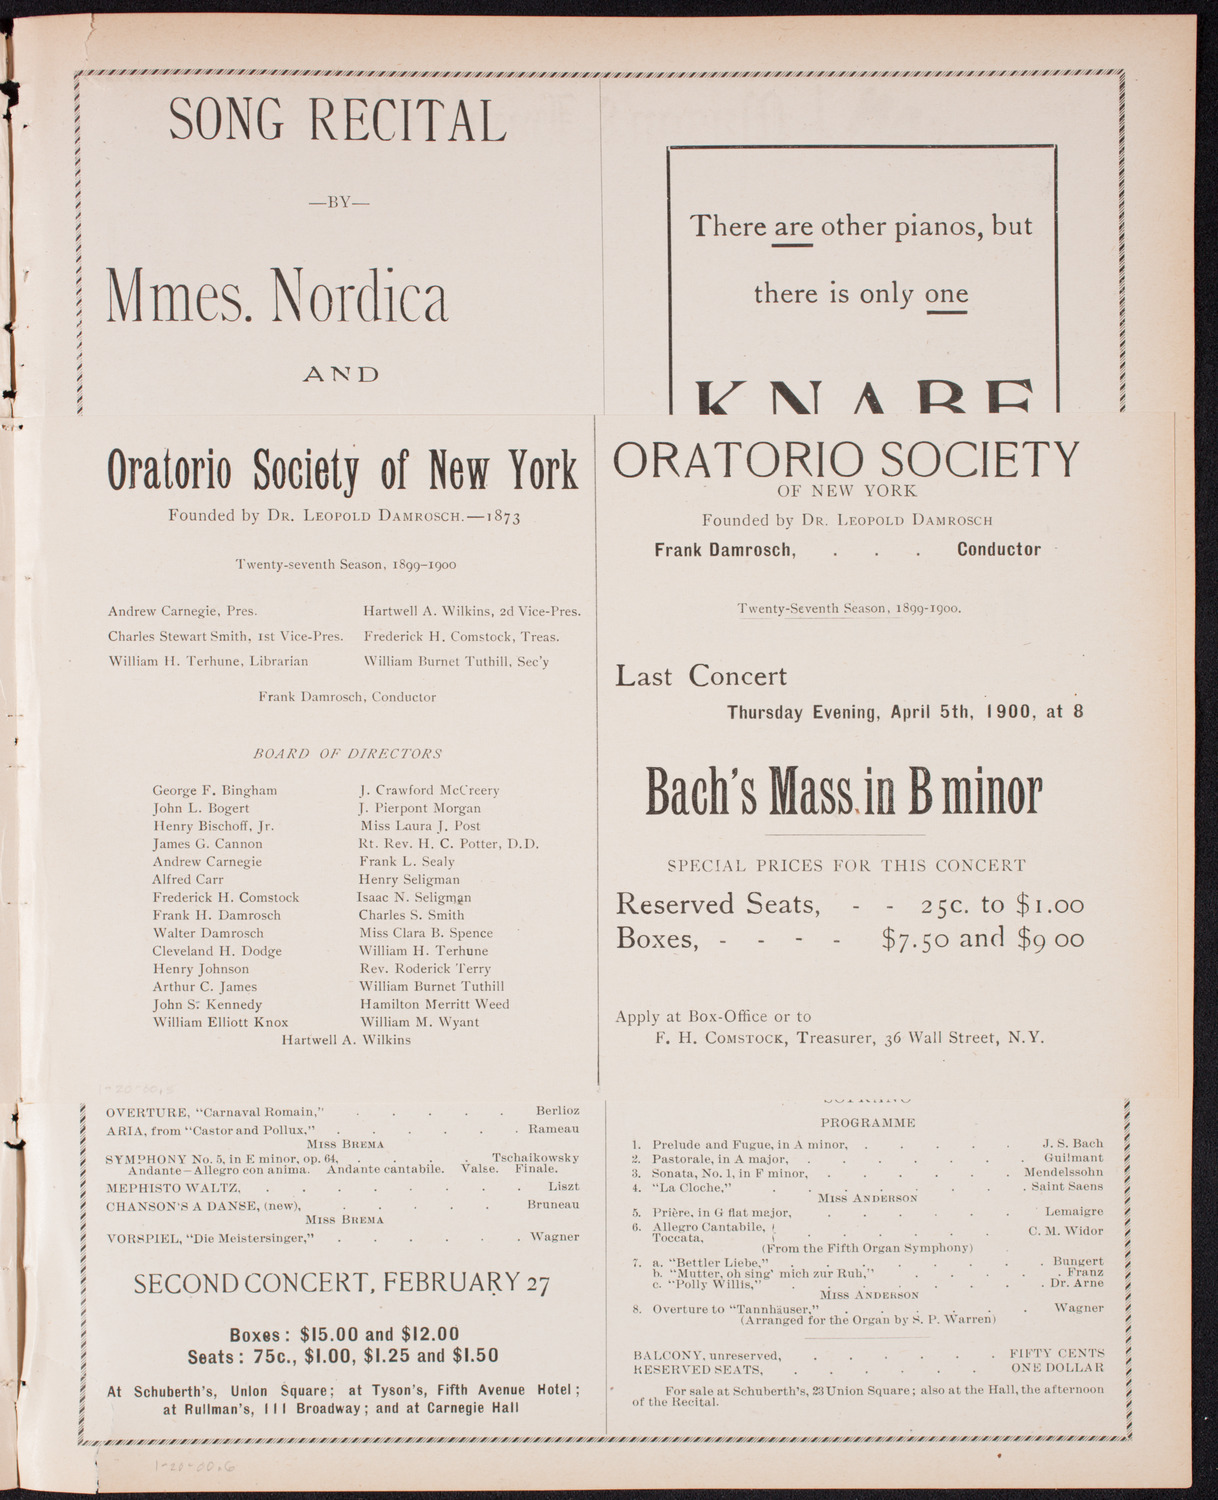 SONG RECITAL
—BY—
Mmes. Nordica
AND
There are other pianos, but
there is only one
KNABE
Oratorio Society of New York
Founded by DR. LEOPOLD DAMROSCH.—1873
Twenty-seventh Season, 1899–1900
Andrew Carnegie, Pres. Hartwell A. Wilkins, 2d Vice-Pres.
Charles Stewart Smith, 1st Vice-Pres. Frederick H. Comstock, Treas.
William H. Terhune, Librarian William Burnet Tuthill, Sec'y
Frank Damrosch, Conductor
BOARD OF DIRECTORS
George F. Bingham J. Crawford McCreery
John L. Bogert J. Pierpont Morgan
Henry Bischoff, Jr. Miss Laura J. Post
James G. Cannon Rt. Rev. H. C. Potter, D.D.
Andrew Carnegie Frank L. Sealy
Alfred Carr Henry Seligman
Frederick H. Comstock Isaac N. Seligman
Frank H. Damrosch Charles S. Smith
Walter Damrosch Miss Clara B. Spence
Cleveland H. Dodge William H. Terhune
Henry Johnson Rev. Roderick Terry
Arthur C. James William Burnet Tuthill
John S. Kennedy Hamilton Merritt Weed
William Elliott Knox William M. Wyant
Hartwell A. Wilkins
1-20-00.5
ORATORIO SOCIETY
OF NEW YORK
Founded by DR. LEOPOLD DAMROSCH
Frank Damrosch, . . . Conductor
Twenty-Seventh Season, 1899-1900.
Last Concert
Thursday Evening, April 5th, 1900, at 8
Bach's Mass in B minor
SPECIAL PRICES FOR THIS CONCERT
Reserved Seats, - - 25c. to $1.00
Boxes, - - - - $7.50 and $9 00
Apply at Box-Office or to
F. H. COMSTOCK, Treasurer, 36 Wall Street, N.Y.
OVERTURE, "Carnaval Romain," . . . . . Berlioz
ARIA, from "Castor and Pollux," . . . . . . Rameau
MISS BREMA
SYMPHONY No. 5, in E minor, op. 64, . . . . Tschaikowsky
Andante—Allegro con anima. Andante cantabile. Valse. Finale.
MEPHISTO WALTZ, . . . . . . . . Liszt
CHANSON'S A DANSE, (new), . . . . . Bruneau
MISS BREMA
VORSPIEL, "Die Meistersinger," . . . . . . Wagner
SECOND CONCERT, FEBRUARY 27
Boxes: $15.00 and $12.00
Seats: 75c., $1.00, $1.25 and $1.50
At Schuberth's, Union Square; at Tyson's, Fifth Avenue Hotel;
at Rullman's, 111 Broadway; and at Carnegie Hall
PROGRAMME
1. Prelude and Fugue, in A minor, . . . . . J. S. Bach
2. Pastorale, in A major, . . . . . . . Guilmant
3. Sonata, No. 1, in F minor, . . . . . . Mendelssohn
4. "La Cloche," . . . . . . . Saint Saens
MISS ANDERSON
5. Prière, in G flat major, . . . . . . Lemaigre
6. Allegro Cantabile, }
Toccata, } . . . . . . C. M. Widor
(From the Fifth Organ Symphony)
7. a. "Bettler Liebe," . . . . . . . Bungert
b. "Mutter, oh sing' mich zur Ruh," . . . . . Franz
c. "Polly Willis," . . . . . . . Dr. Arne
MISS ANDERSON
8. Overture to "Tannhäuser," . . . . . . Wagner
(Arranged for the Organ by S. P. Warren)
BALCONY, unreserved, . . . . . . FIFTY CENTS
RESERVED SEATS, . . . . . . ONE DOLLAR
For sale at Schuberth's, 23 Union Square; also at the Hall, the afternoon
of the Recital.
1-20-00.6